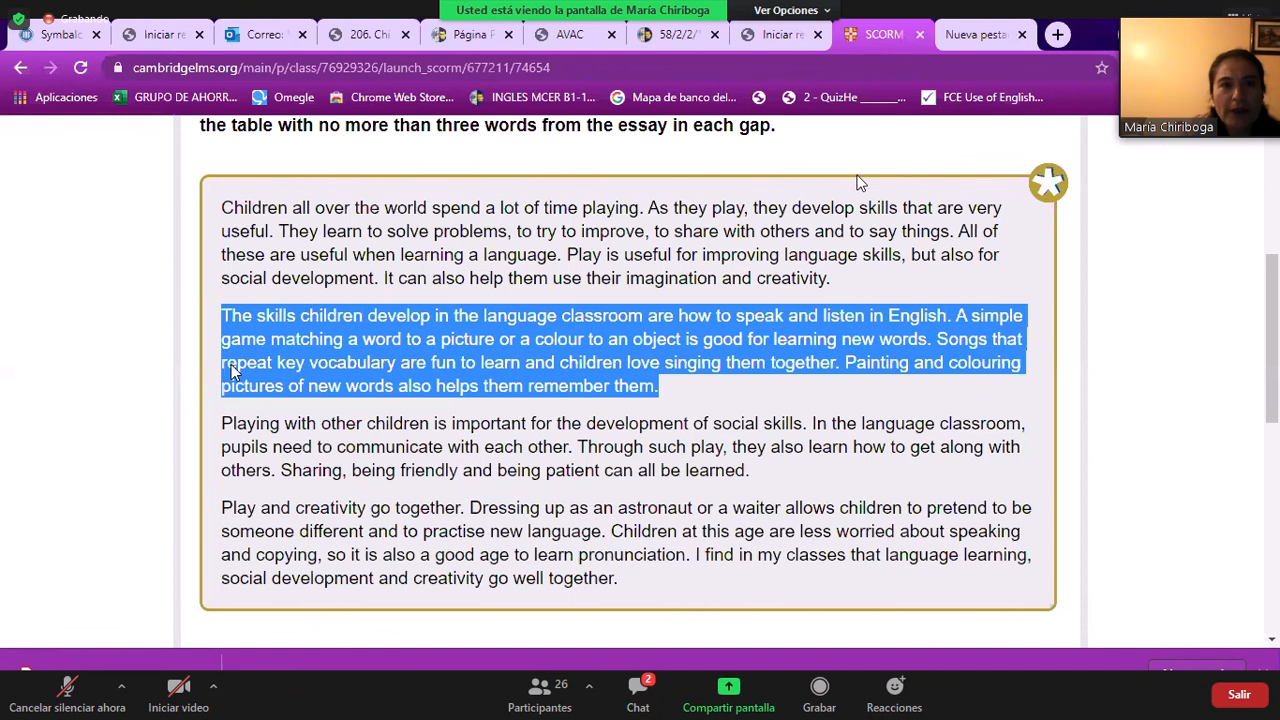 Usted está viendo la pantalla de María Chiriboga
Ver Opciones
Grabando
Symbalo
Iniciar re
Correo: M
206. Chi
Página P
AVAC
58/2/2/
Iniciar re
SCORM
Nueva pesta
cambridgelms.org/main/p/class/76929326/launch_scorm/677211/74654
Aplicaciones
GRUPO DE AHORR...
Omegle
Chrome Web Store...
INGLES MCER B1-1...
Mapa de banco del...
2 - QuizHe ______...
FCE Use of English...
María Chiriboga
the table with no more than three words from the essay in each gap.
Children all over the world spend a lot of time playing. As they play, they develop skills that are very
useful. They learn to solve problems, to try to improve, to share with others and to say things. All of
these are useful when learning a language. Play is useful for improving language skills, but also for
social development. It can also help them use their imagination and creativity.
The skills children develop in the language classroom are how to speak and listen in English. A simple
game matching a word to a picture or a colour to an object is good for learning new words. Songs that
repeat key vocabulary are fun to learn and children love singing them together. Painting and colouring
pictures of new words also helps them remember them.
Playing with other children is important for the development of social skills. In the language classroom,
pupils need to communicate with each other. Through such play, they also learn how to get along with
others. Sharing, being friendly and being patient can all be learned.
Play and creativity go together. Dressing up as an astronaut or a waiter allows children to pretend to be
someone different and to practise new language. Children at this age are less worried about speaking
and copying, so it is also a good age to learn pronunciation. I find in my classes that language learning,
social development and creativity go well together.
Cancelar silenciar ahora
Iniciar video
26
Participantes
2
Chat
Compartir pantalla
Grabar
Reacciones
Salir